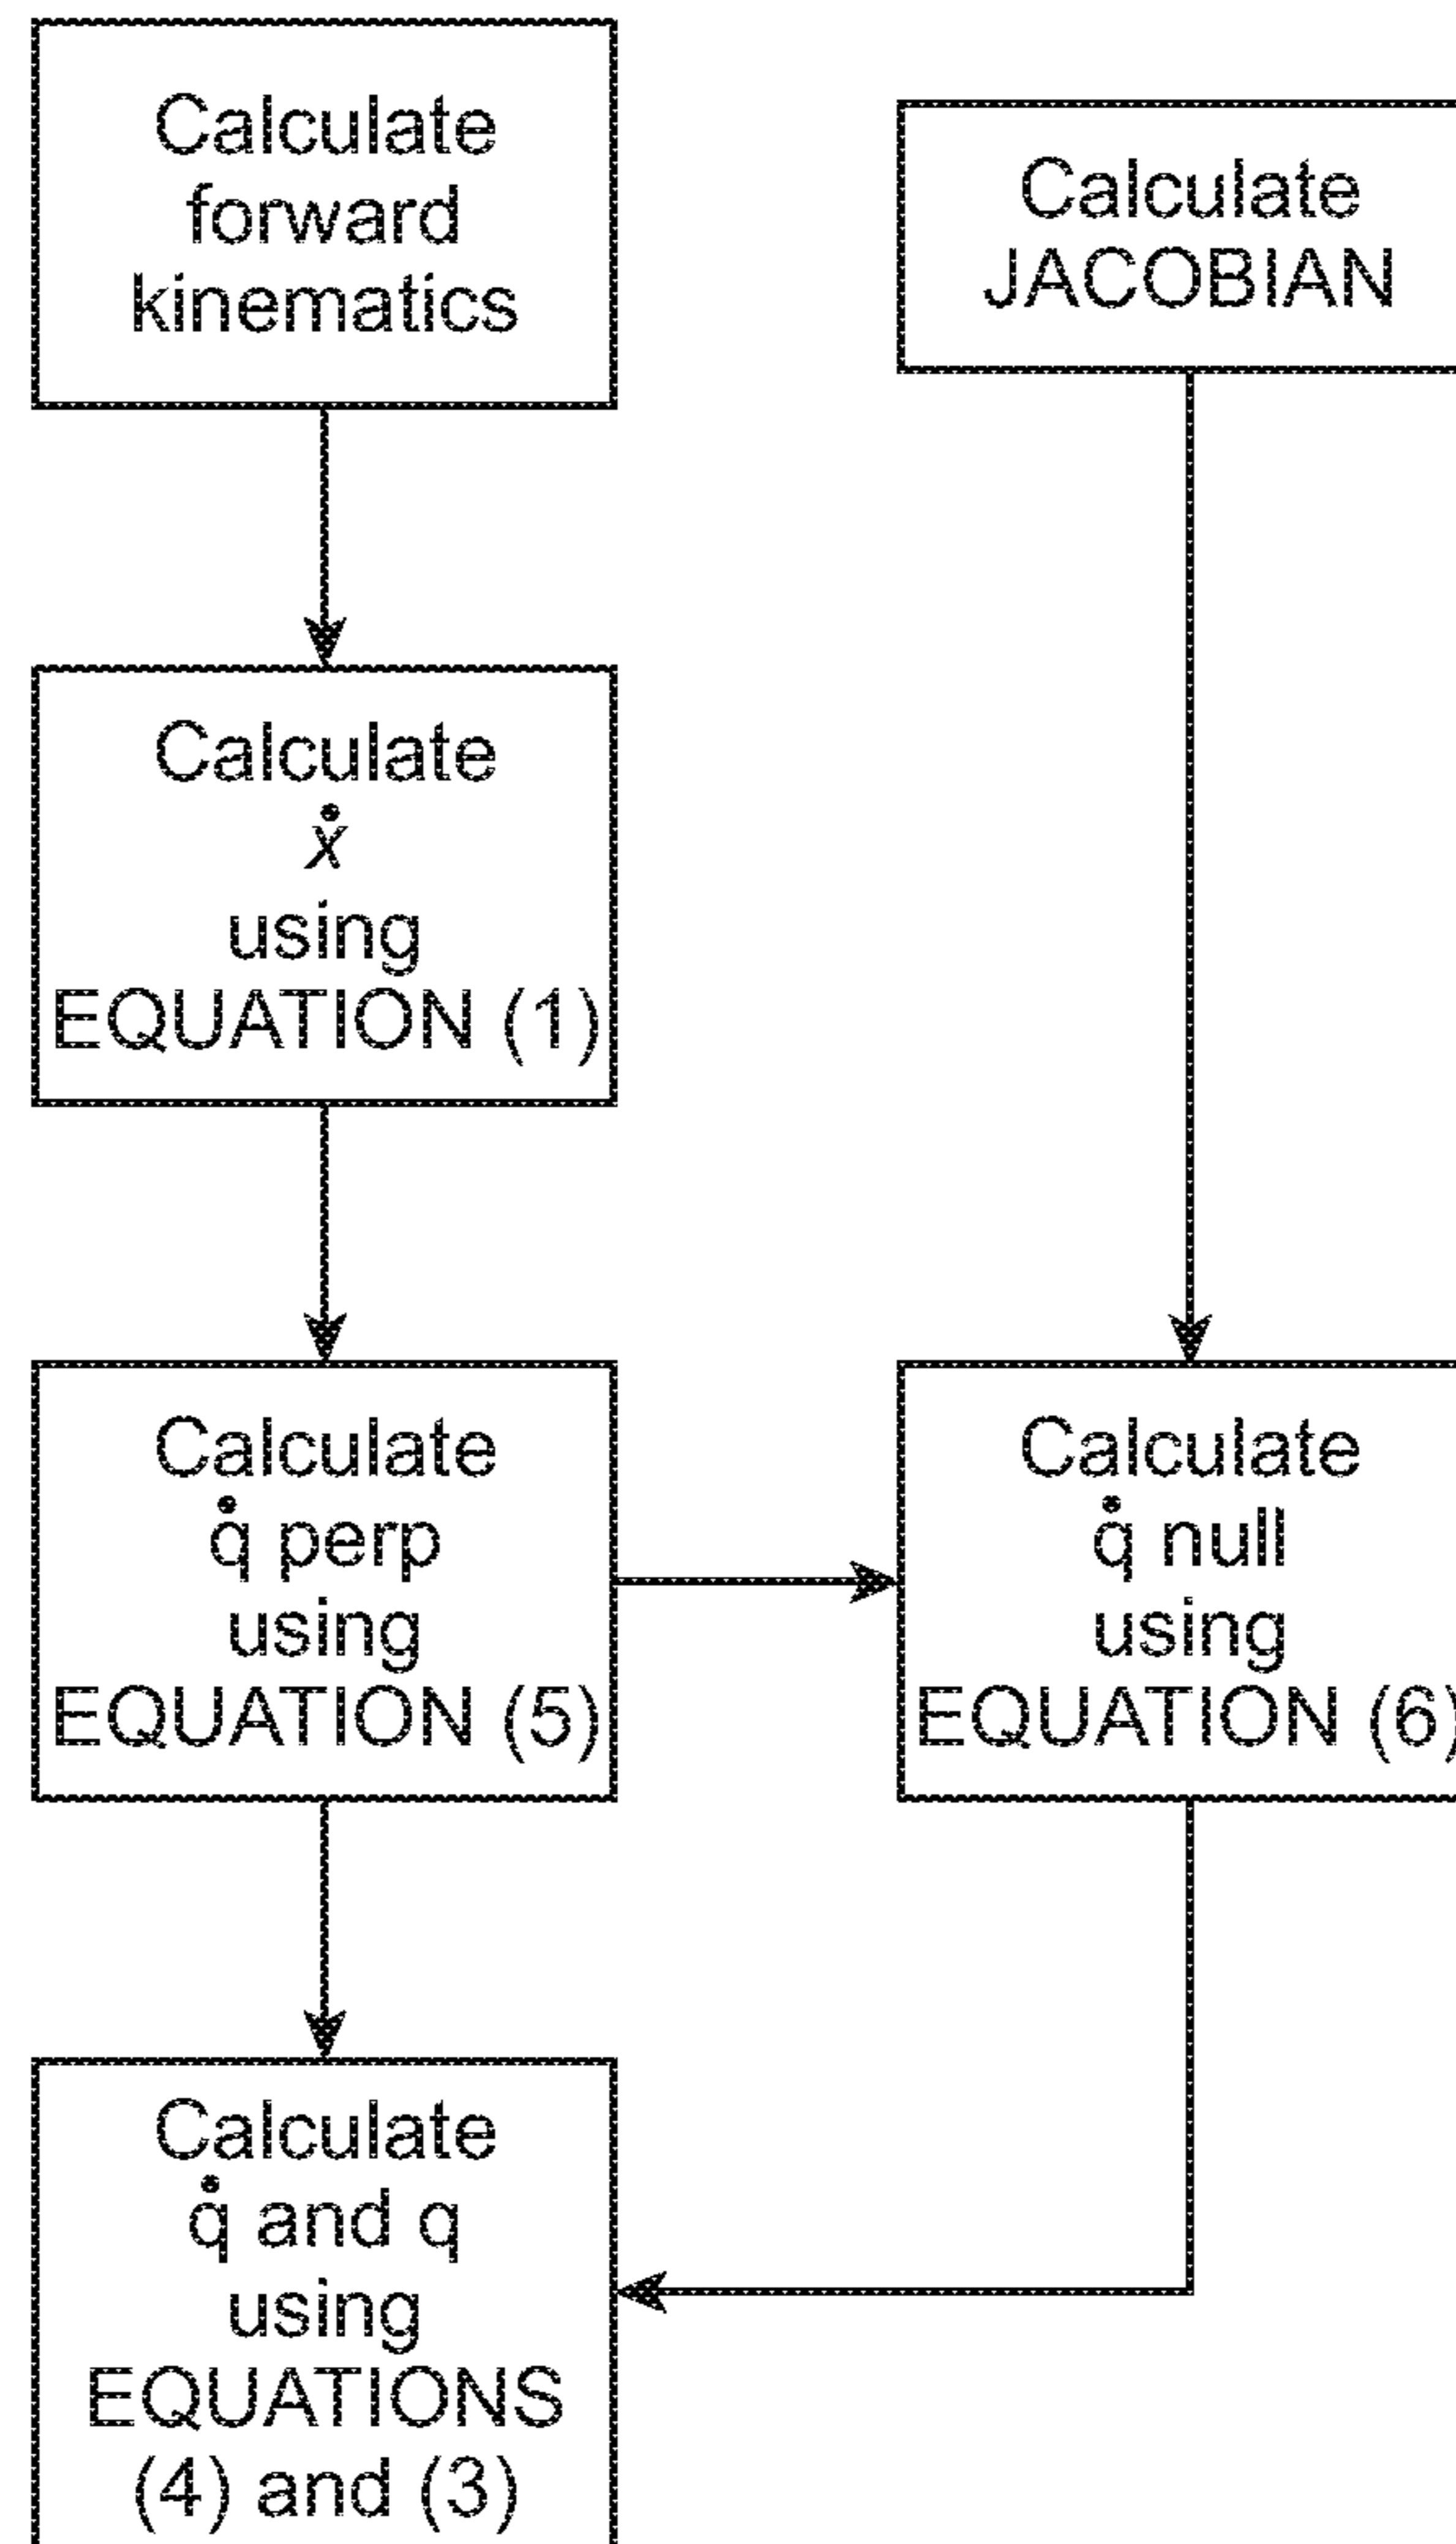 Calculate
forward
kinematics
Calculate
JACOBIAN
Calculate
ẋ
using
EQUATION (1)
Calculate
q̇ perp
using
EQUATION (5)
Calculate
q̇ null
using
EQUATION (6)
Calculate
q̇ and q
using
EQUATIONS
(4) and (3)